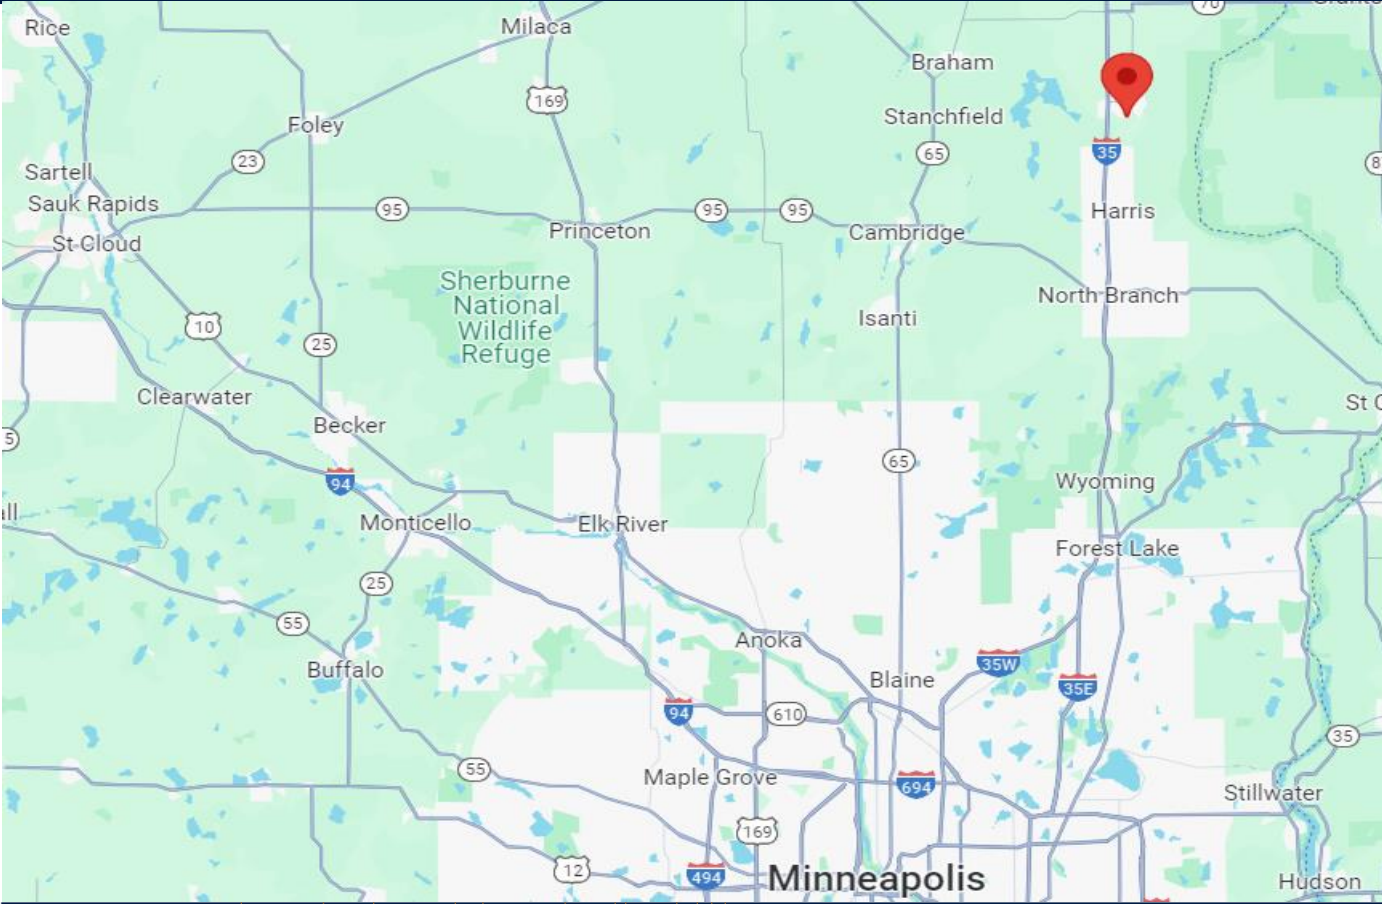 70
Rice
Milaca
Braham
169
Stanchfield
Foley
23
65
35
Sartell
Sauk Rapids
95
95
95
Harris
St Cloud
Princeton
Cambridge
Sherburne
National
Wildlife
Refuge
North Branch
10
Isanti
25
Clearwater
Becker
St C
5
65
94
Wyoming
Monticello
Elk River
Forest Lake
25
55
Anoka
Buffalo
35W
Blaine
35E
94
610
35
55
Maple Grove
694
Stillwater
169
12
494
Minneapolis
Hudson